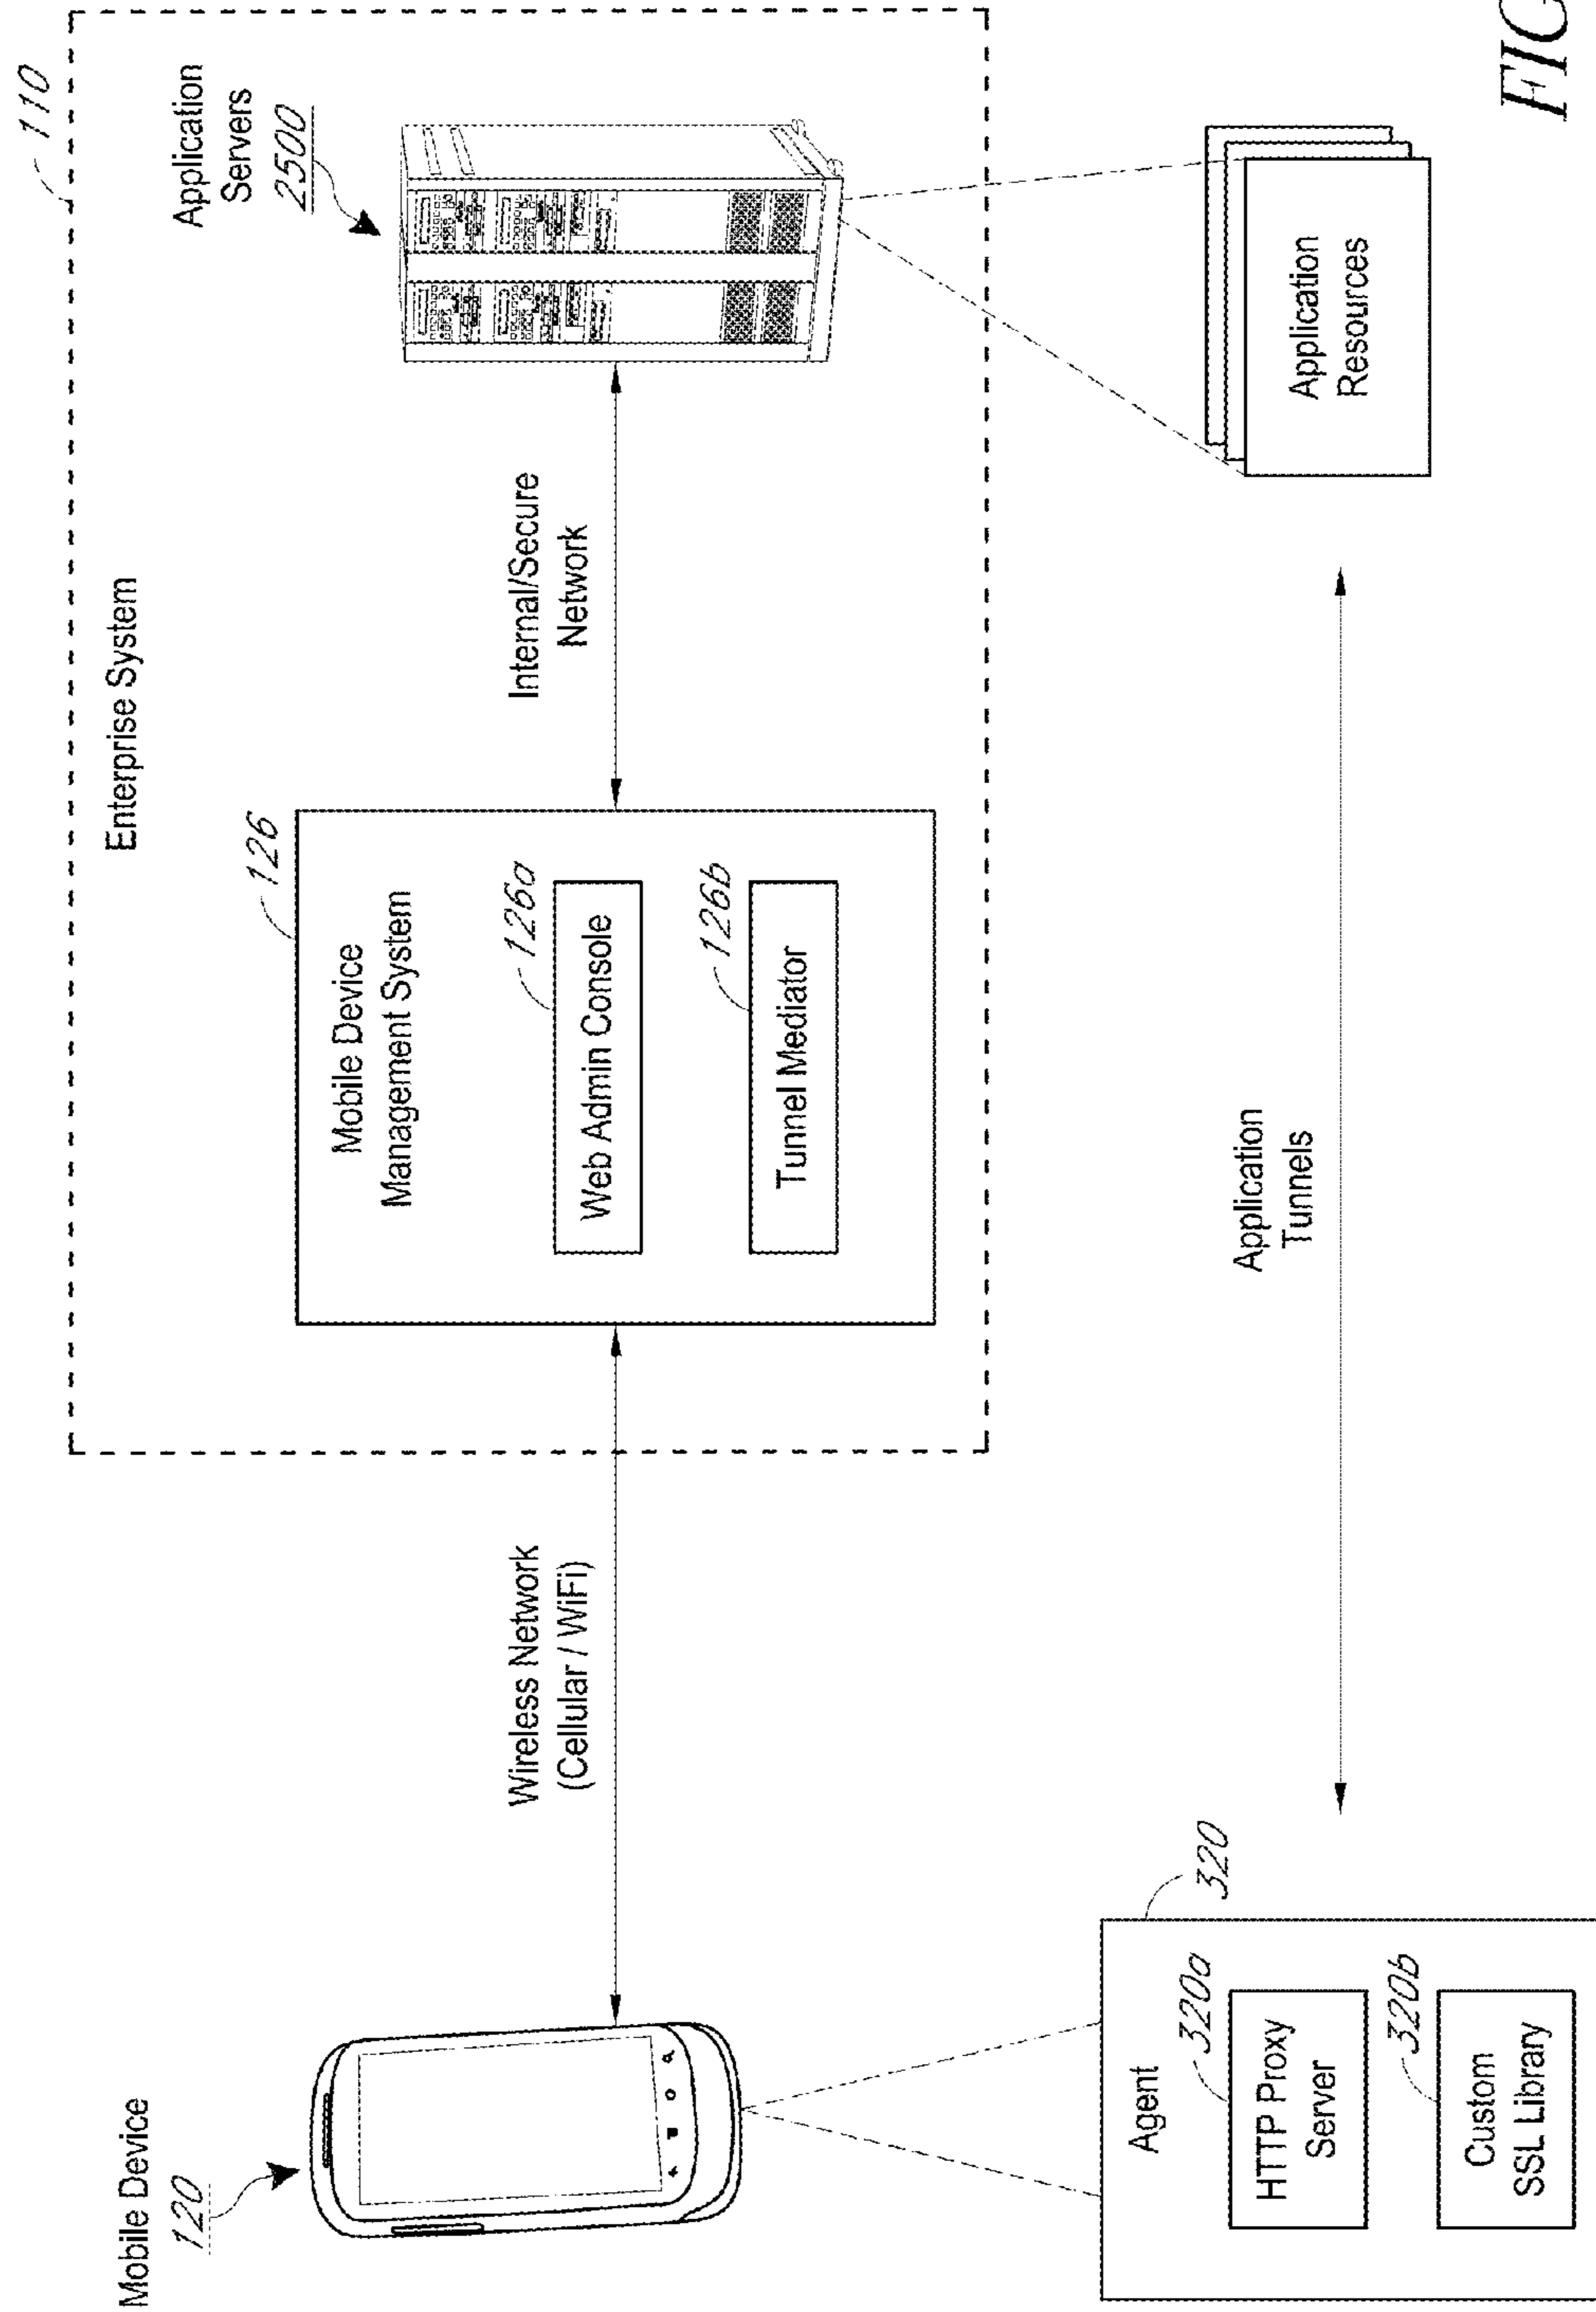 110
Enterprise System
Application
Servers
2500
Mobile Device
120
Wireless Network
(Cellular / WiFi)
126
Mobile Device
Management System
126a
Web Admin Console
126b
Tunnel Mediator
Internal/Secure
Network
320
Agent
320a
HTTP Proxy
Server
320b
Custom
SSL Library
Application
Tunnels
Application
Resources
FIG